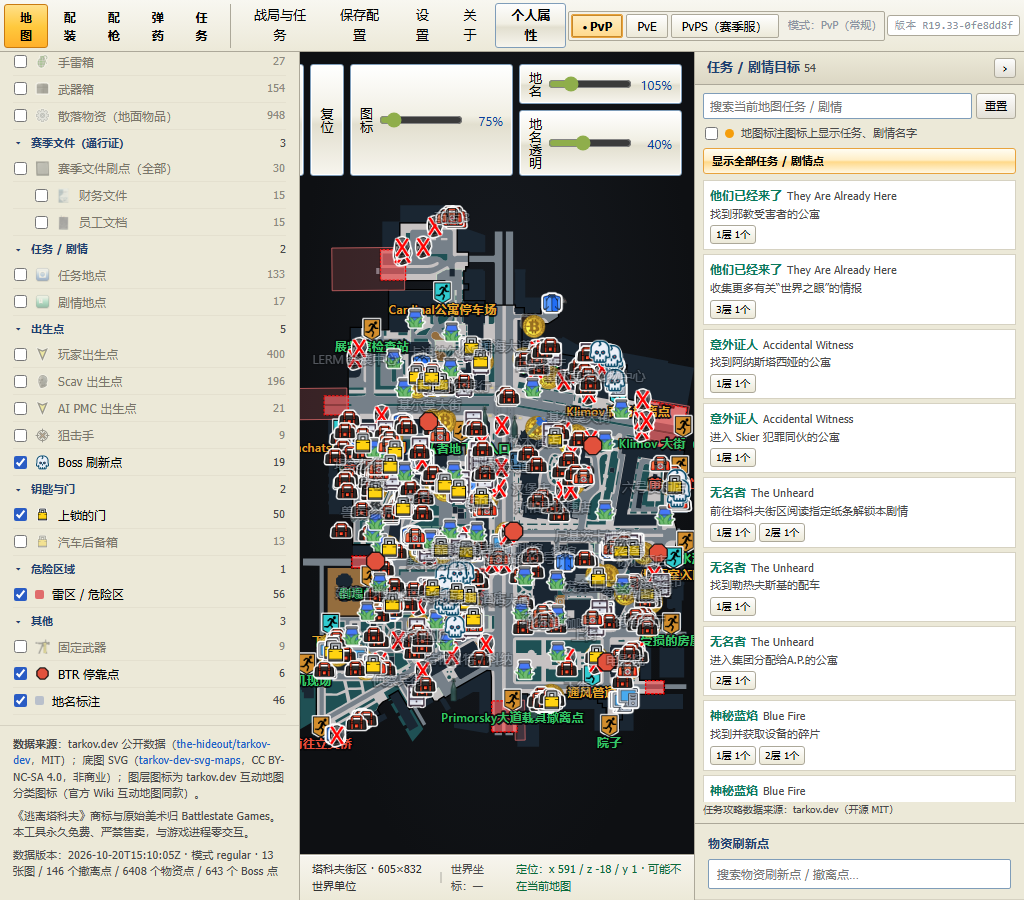 地图
配装
配枪
弹药
任务
战局与任务
保存配置
设置
关于
个人属性
• PvP
PvE
PvPS（赛季服）
模式：PvP（常规）
版本 R19.33-0fe8dd8f
手雷箱 27
武器箱 154
散落物资（地面物品） 948
赛季文件（通行证） 3
赛季文件刷点（全部） 30
财务文件 15
员工文档 15
任务 / 剧情 2
任务地点 133
剧情地点 17
出生点 5
玩家出生点 400
Scav 出生点 196
AI PMC 出生点 21
狙击手 9
Boss 刷新点 19
钥匙与门 2
上锁的门 50
汽车后备箱 13
危险区域 1
雷区 / 危险区 56
其他 3
固定武器 9
BTR 停靠点 6
地名标注 46
数据来源：tarkov.dev 公开数据（the-hideout/tarkov-
dev，MIT）；底图 SVG（tarkov-dev-svg-maps，CC BY-
NC-SA 4.0，非商业）；图层图标为 tarkov.dev 互动地图
分类图标（官方 Wiki 互动地图同款）。
《逃离塔科夫》商标与原始美术归 Battlestate Games。
本工具永久免费、严禁售卖，与游戏进程零交互。
数据版本：2026-10-20T15:10:05Z · 模式 regular · 13
张图 / 146 个撤离点 / 6408 个物资点 / 643 个 Boss 点
复位
图标 75%
地名 105%
地名透明 40%
Cardinal公寓停车场
Klimov 大街
Primorsky大道载具撤离点
院子
塔科夫街区 · 605×832
世界单位
世界坐
标：—
定位：x 591 / z -18 / y 1 · 可能不
在当前地图
任务 / 剧情目标 54
›
搜索当前地图任务 / 剧情
重置
地图标注图标上显示任务、剧情名字
显示全部任务 / 剧情点
他们已经来了 They Are Already Here
找到邪教受害者的公寓
1层 1个
他们已经来了 They Are Already Here
收集更多有关“世界之眼”的情报
3层 1个
意外证人 Accidental Witness
找到阿纳斯塔西娅的公寓
1层 1个
意外证人 Accidental Witness
进入 Skier 犯罪同伙的公寓
1层 1个
无名者 The Unheard
前往塔科夫街区阅读指定纸条解锁本剧情
1层 1个
2层 1个
无名者 The Unheard
找到勒热夫斯基的配车
1层 1个
无名者 The Unheard
进入集团分配给A.P.的公寓
2层 1个
神秘蓝焰 Blue Fire
找到并获取设备的碎片
1层 1个
2层 1个
神秘蓝焰 Blue Fire
任务攻略数据来源：tarkov.dev（开源 MIT）
物资刷新点
搜索物资刷新点 / 撤离点...